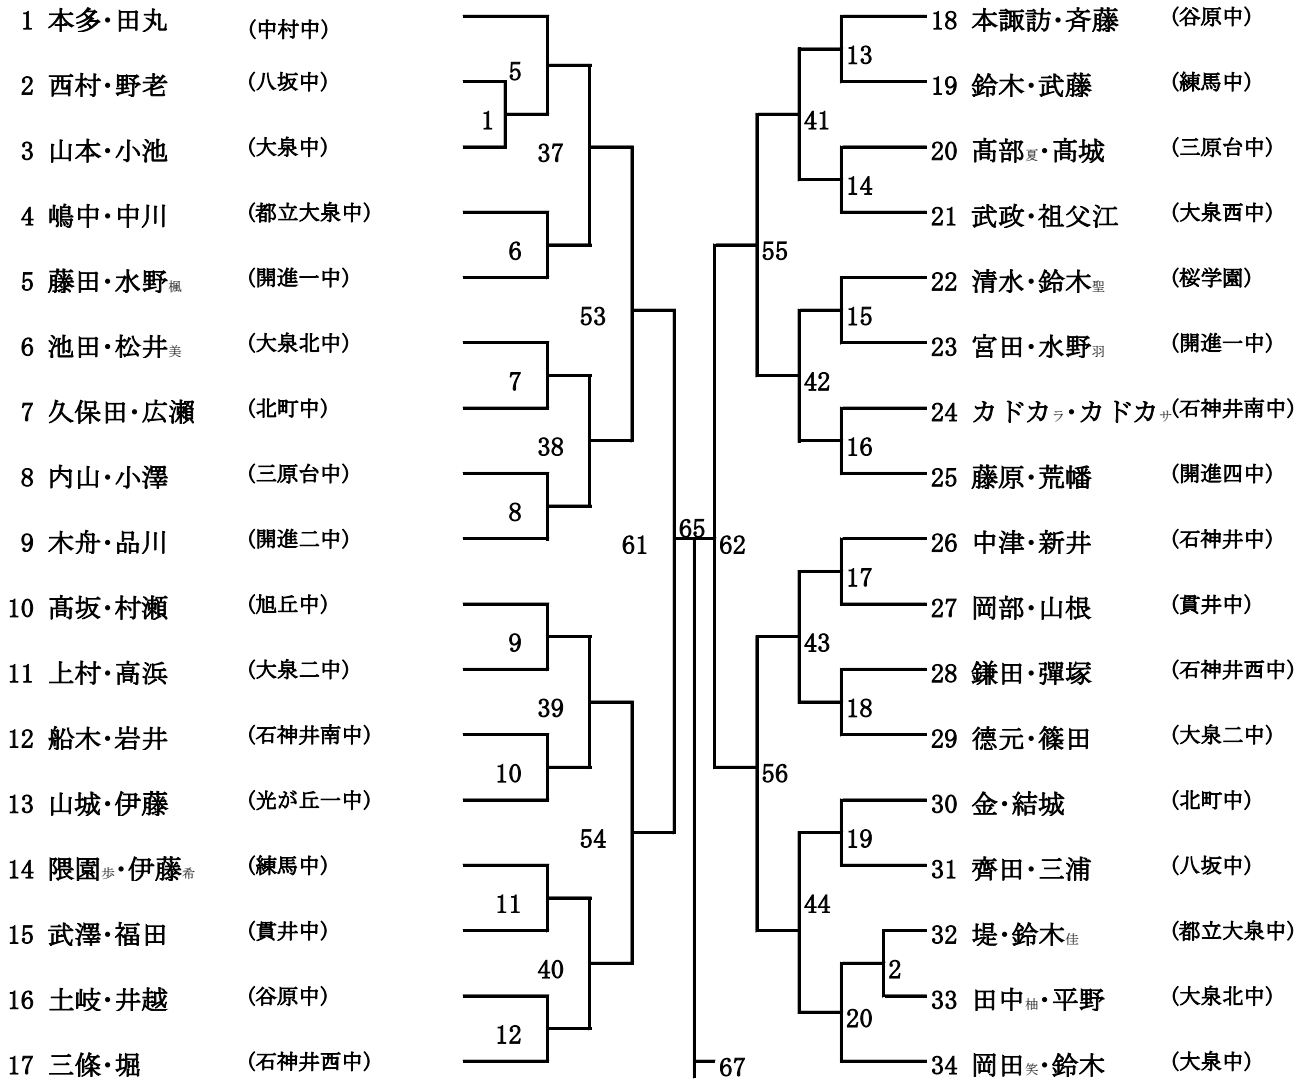 1 本多・田丸 (中村中)
2 西村・野老 (八坂中)
3 山本・小池 (大泉中)
4 嶋中・中川 (都立大泉中)
5 藤田・水野楓 (開進一中)
6 池田・松井美 (大泉北中)
7 久保田・広瀬 (北町中)
8 内山・小澤 (三原台中)
9 木舟・品川 (開進二中)
10 髙坂・村瀬 (旭丘中)
11 上村・高浜 (大泉二中)
12 船木・岩井 (石神井南中)
13 山城・伊藤 (光が丘一中)
14 隈園歩・伊藤希 (練馬中)
15 武澤・福田 (貫井中)
16 土岐・井越 (谷原中)
17 三條・堀 (石神井西中)
5
1
37
6
53
7
38
8
61
9
39
10
54
11
40
12
65
62
67
13
41
14
55
15
42
16
17
43
18
56
19
44
2
20
18 本諏訪・斉藤 (谷原中)
19 鈴木・武藤 (練馬中)
20 髙部夏・髙城 (三原台中)
21 武政・祖父江 (大泉西中)
22 清水・鈴木聖 (桜学園)
23 宮田・水野羽 (開進一中)
24 カドカラ・カドカサ (石神井南中)
25 藤原・荒幡 (開進四中)
26 中津・新井 (石神井中)
27 岡部・山根 (貫井中)
28 鎌田・彈塚 (石神井西中)
29 德元・篠田 (大泉二中)
30 金・結城 (北町中)
31 齊田・三浦 (八坂中)
32 堤・鈴木佳 (都立大泉中)
33 田中柚・平野 (大泉北中)
34 岡田笑・鈴木 (大泉中)